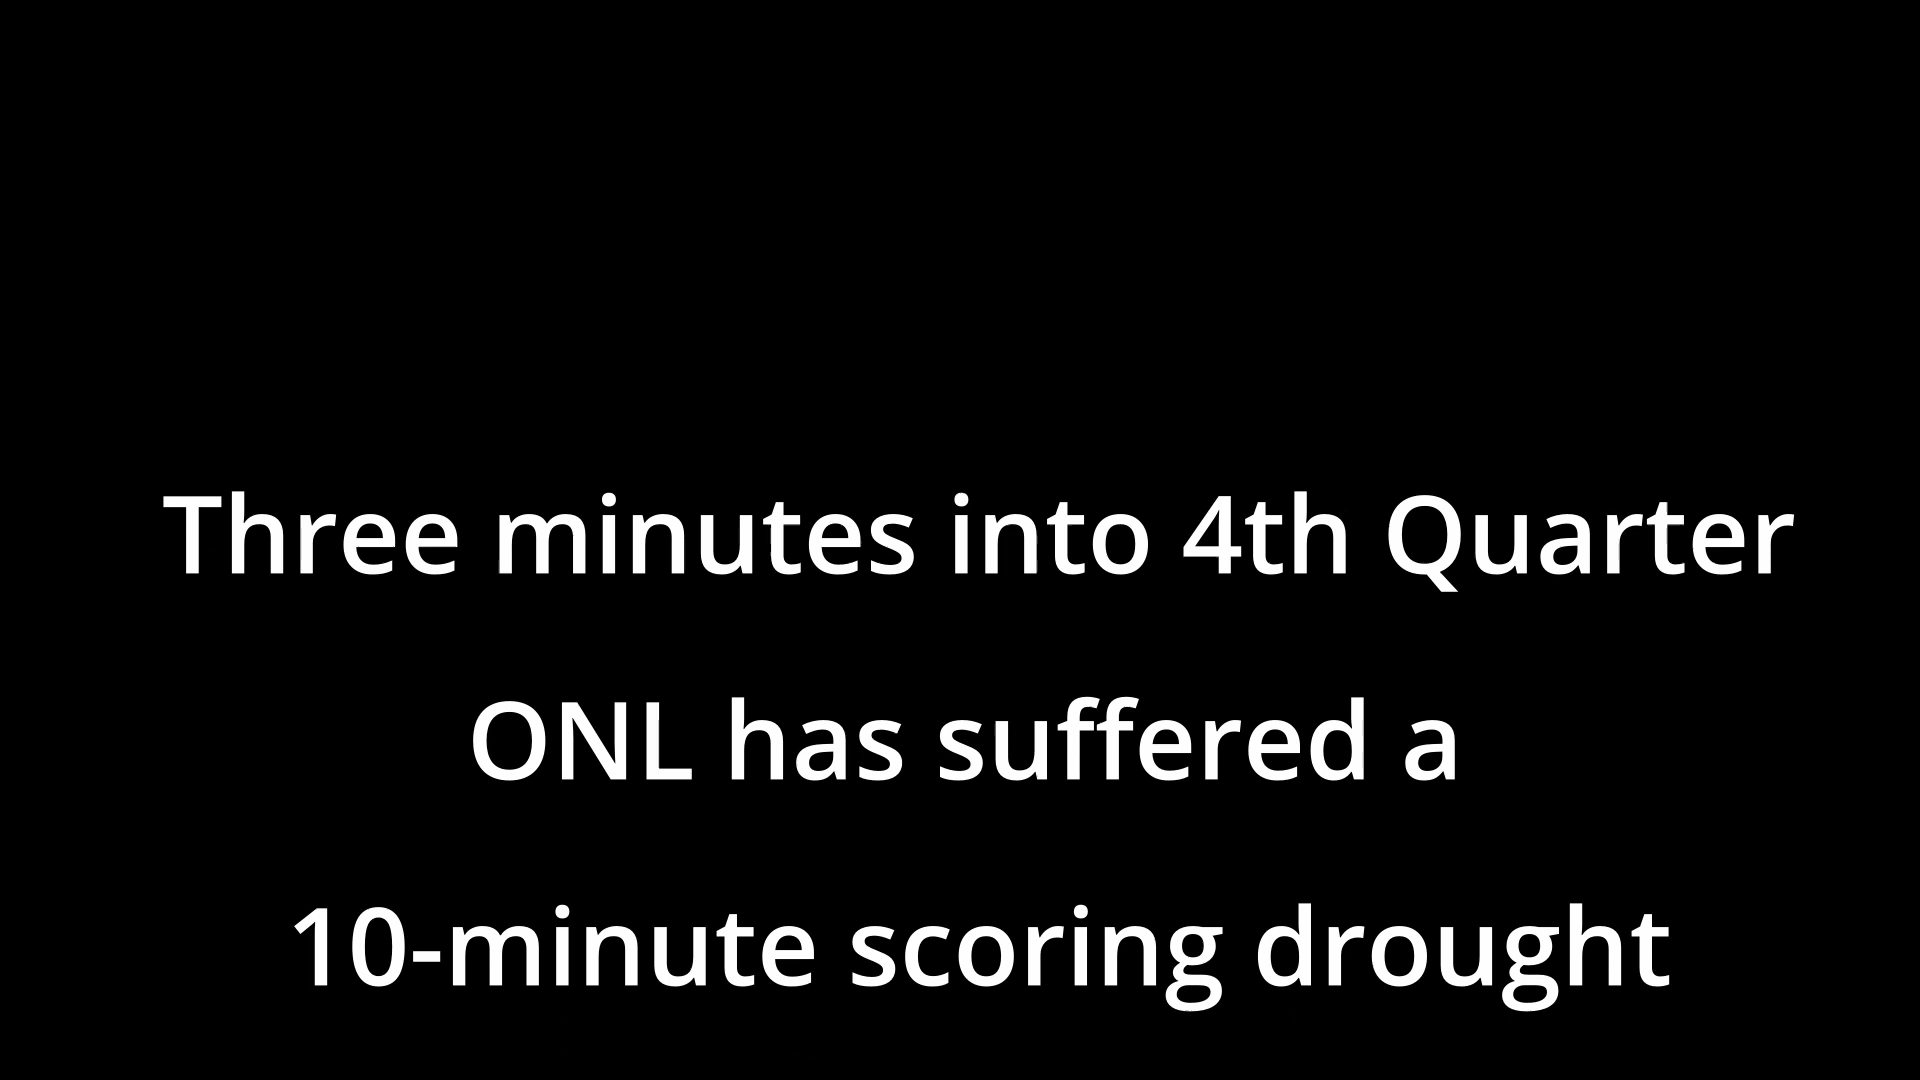 Three minutes into 4th Quarter
ONL has suffered a
10-minute scoring drought